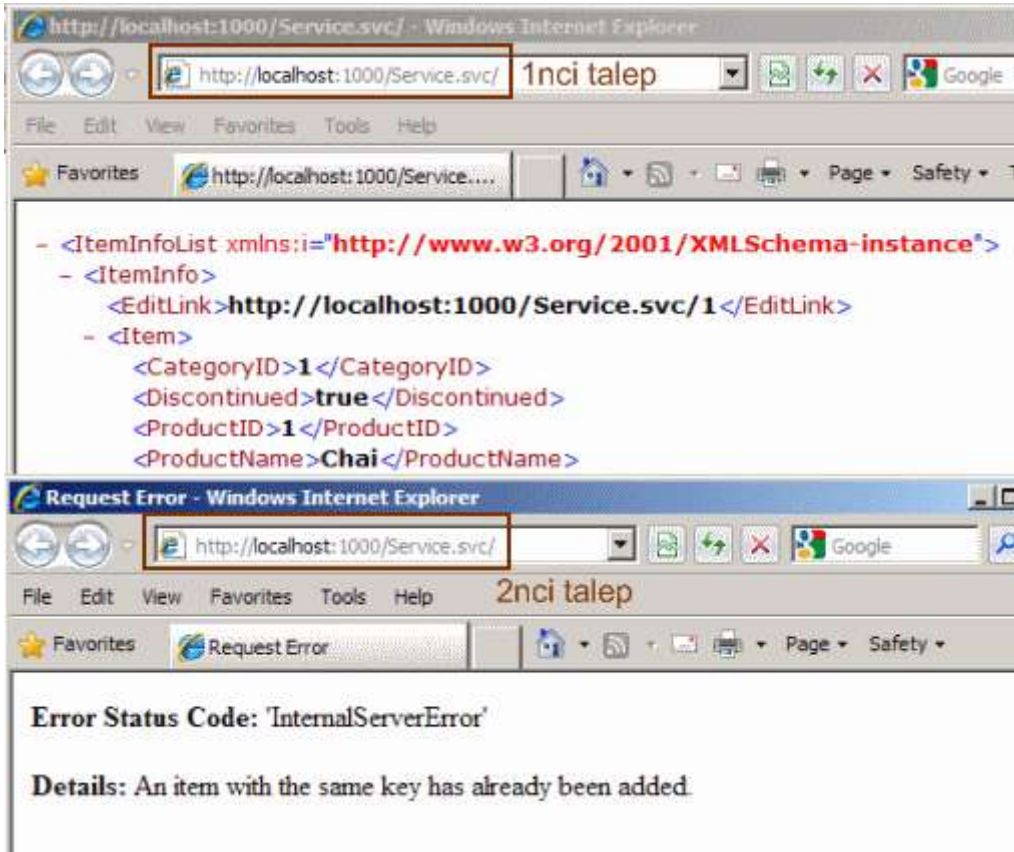 http://localhost:1000/Service.svc/ - Windows Internet Explorer
http://localhost:1000/Service.svc/ 1nci talep Google
File Edit View Favorites Tools Help
Favorites http://localhost:1000/Service.... Page Safety T
- <ItemInfoList xmlns:i="http://www.w3.org/2001/XMLSchema-instance">
- <ItemInfo>
<EditLink>http://localhost:1000/Service.svc/1</EditLink>
- <Item>
<CategoryID>1</CategoryID>
<Discontinued>true</Discontinued>
<ProductID>1</ProductID>
<ProductName>Chai</ProductName>
Request Error - Windows Internet Explorer
http://localhost:1000/Service.svc/ Google
File Edit View Favorites Tools Help 2nci talep
Favorites Request Error Page Safety
Error Status Code: 'InternalServerError'
Details: An item with the same key has already been added.